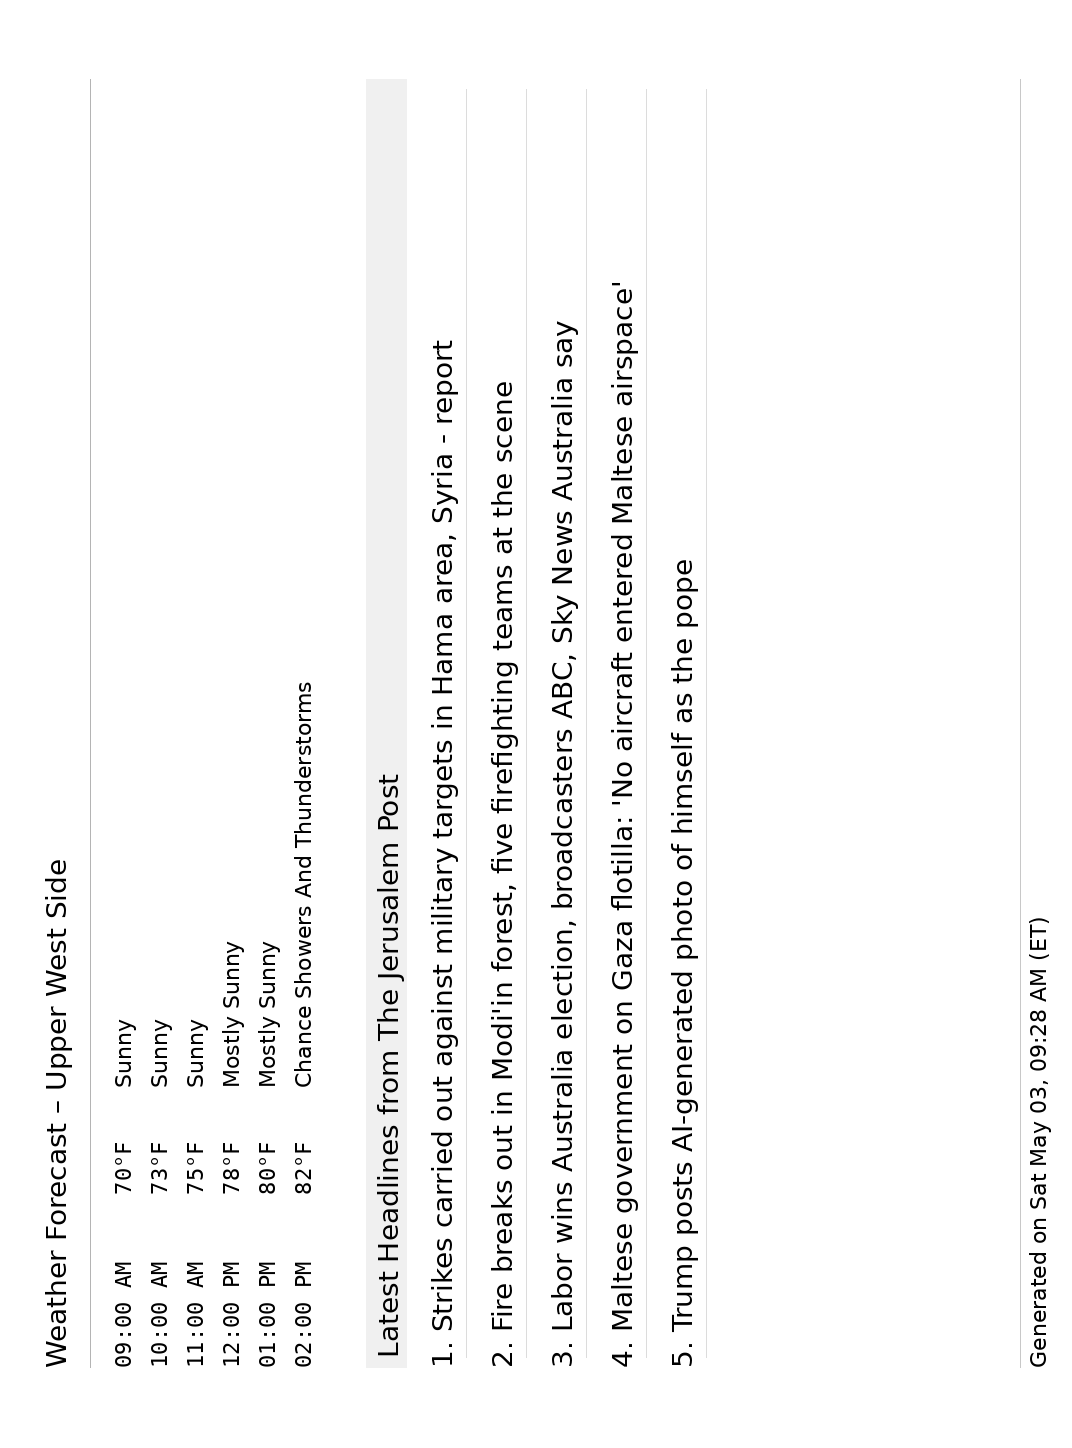 Weather Forecast – Upper West Side
09:00 AM 70°F Sunny
10:00 AM 73°F Sunny
11:00 AM 75°F Sunny
12:00 PM 78°F Mostly Sunny
01:00 PM 80°F Mostly Sunny
02:00 PM 82°F Chance Showers And Thunderstorms
Latest Headlines from The Jerusalem Post
1. Strikes carried out against military targets in Hama area, Syria - report
2. Fire breaks out in Modi'in forest, five firefighting teams at the scene
3. Labor wins Australia election, broadcasters ABC, Sky News Australia say
4. Maltese government on Gaza flotilla: 'No aircraft entered Maltese airspace'
5. Trump posts AI-generated photo of himself as the pope
Generated on Sat May 03, 09:28 AM (ET)